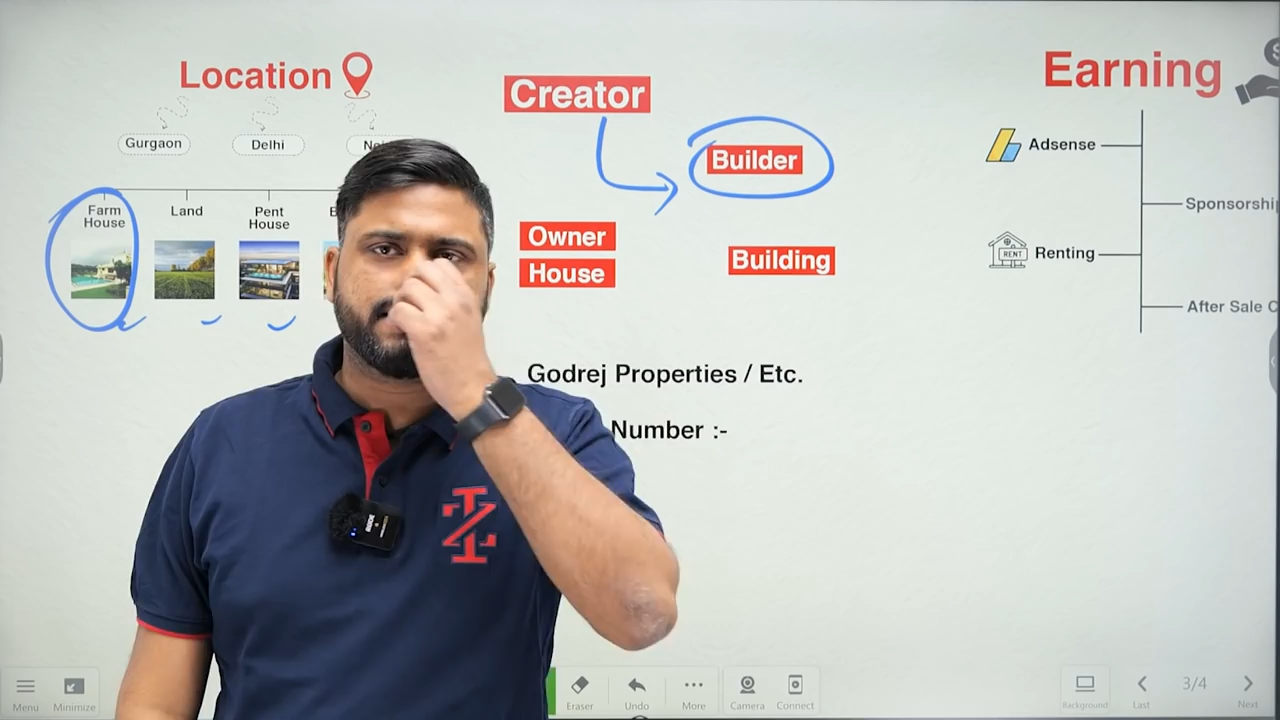 Location
Gurgaon
Delhi
Farm
House
Land
Pent
House
Creator
Builder
Owner
House
Building
Godrej Properties / Etc.
Number :-
Earning
Adsense
RENT
Renting
Menu
Minimize
Eraser
Undo
More
Camera
Connect
Background
Last
3/4
Next
After Sale